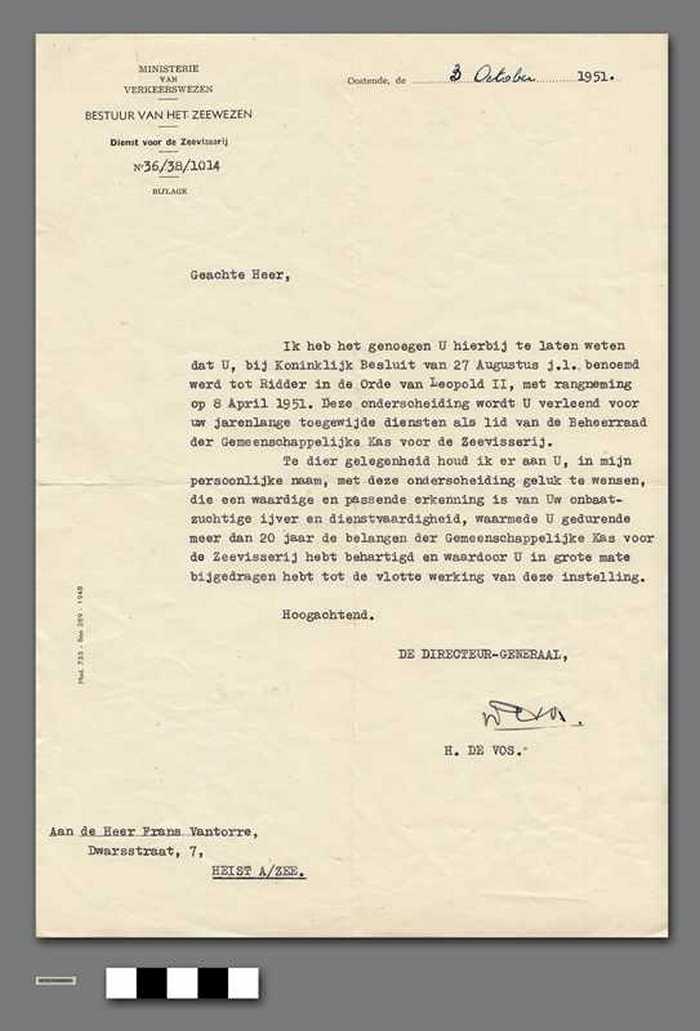 MINISTERIE
VAN
VERKEERSWEZEN
BESTUUR VAN HET ZEEWEZEN
Dienst voor de Zeevisserij
Nº36/38/1014
BIJLAGE
Oostende, de 3 October 1951.
Geachte Heer,
Ik heb het genoegen U hierbij te laten weten
dat U, bij Koninklijk Besluit van 27 Augustus j.l. benoemd
werd tot Ridder in de Orde van Leopold II, met rangneming
op 8 April 1951. Deze onderscheiding wordt U verleend voor
uw jarenlange toegewijde diensten als lid van de Beheerraad
der Gemeenschappelijke Kas voor de Zeevisserij.
Te dier gelegenheid houd ik er aan U, in mijn
persoonlijke naam, met deze onderscheiding geluk te wensen,
die een waardige en passende erkenning is van Uw onbaat-
zuchtige ijver en dienstvaardigheid, waarmede U gedurende
meer dan 20 jaar de belangen der Gemeenschappelijke Kas voor
de Zeevisserij hebt behartigd en waardoor U in grote mate
bijgedragen hebt tot de vlotte werking van deze instelling.
Hoogachtend.
DE DIRECTEUR-GENERAAL,
H. DE VOS.-
Aan de Heer Frans Vantorre,
Dwarsstraat, 7,
HEIST A/ZEE.
Mod. 733 - Bon 289 - 1948